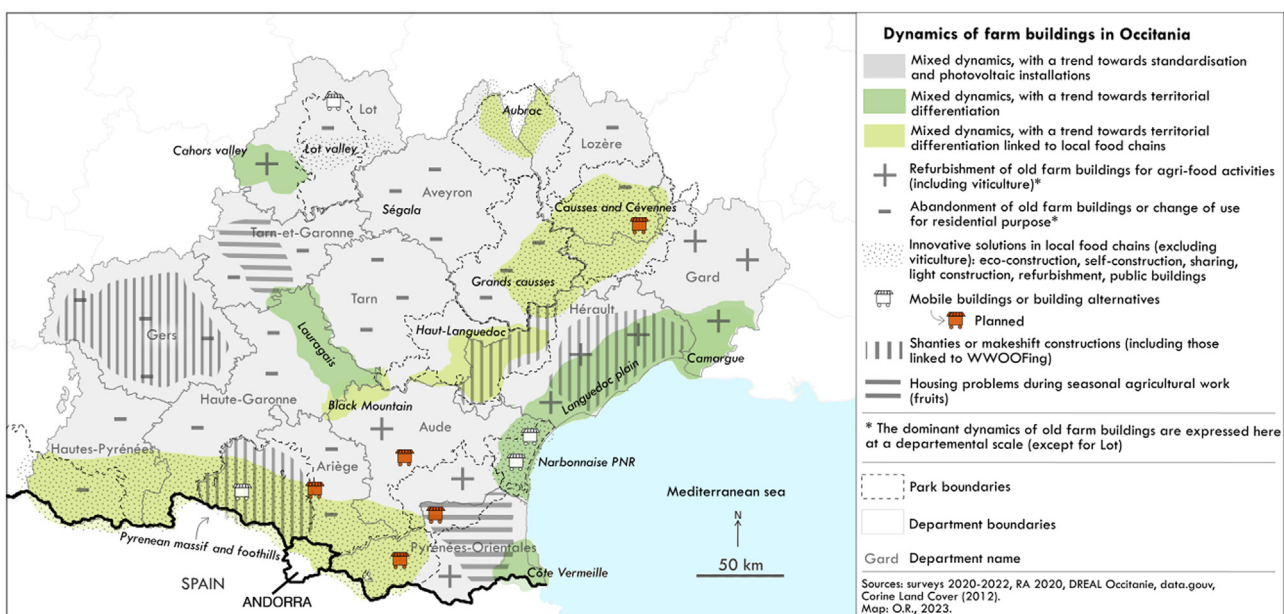 Lot
Aubrac
Lozère
Cahors valley
Lot valley
Aveyron
Ségala
Causses and Cévennes
Tarn-et-Garonne
Gard
Grands causses
Tarn
Hérault
Haut-Languedoc
Gers
Lauragais
Camargue
Languedoc plain
Haute-Garonne
Black Mountain
Aude
Hautes-Pyrénées
Ariège
Narbonnaise PNR
Mediterranean sea
N
Pyrenean massif and foothills
Pyrénées-Orientales
50 km
Côte Vermeille
SPAIN
ANDORRA
Dynamics of farm buildings in Occitania
Mixed dynamics, with a trend towards standardisation
and photovoltaic installations
Mixed dynamics, with a trend towards territorial
differentiation
Mixed dynamics, with a trend towards territorial
differentiation linked to local food chains
Refurbishment of old farm buildings for agri-food activities
(including viticulture)*
Abandonment of old farm buildings or change of use
for residential purpose*
Innovative solutions in local food chains (excluding
viticulture): eco-construction, self-construction, sharing,
light construction, refurbishment, public buildings
Mobile buildings or building alternatives
Planned
Shanties or makeshift constructions (including those
linked to WWOOFing)
Housing problems during seasonal agricultural work
(fruits)
* The dominant dynamics of old farm buildings are expressed here
at a departemental scale (except for Lot)
Park boundaries
Department boundaries
Gard Department name
Sources: surveys 2020-2022, RA 2020, DREAL Occitanie, data.gouv,
Corine Land Cover (2012).
Map: O.R., 2023.